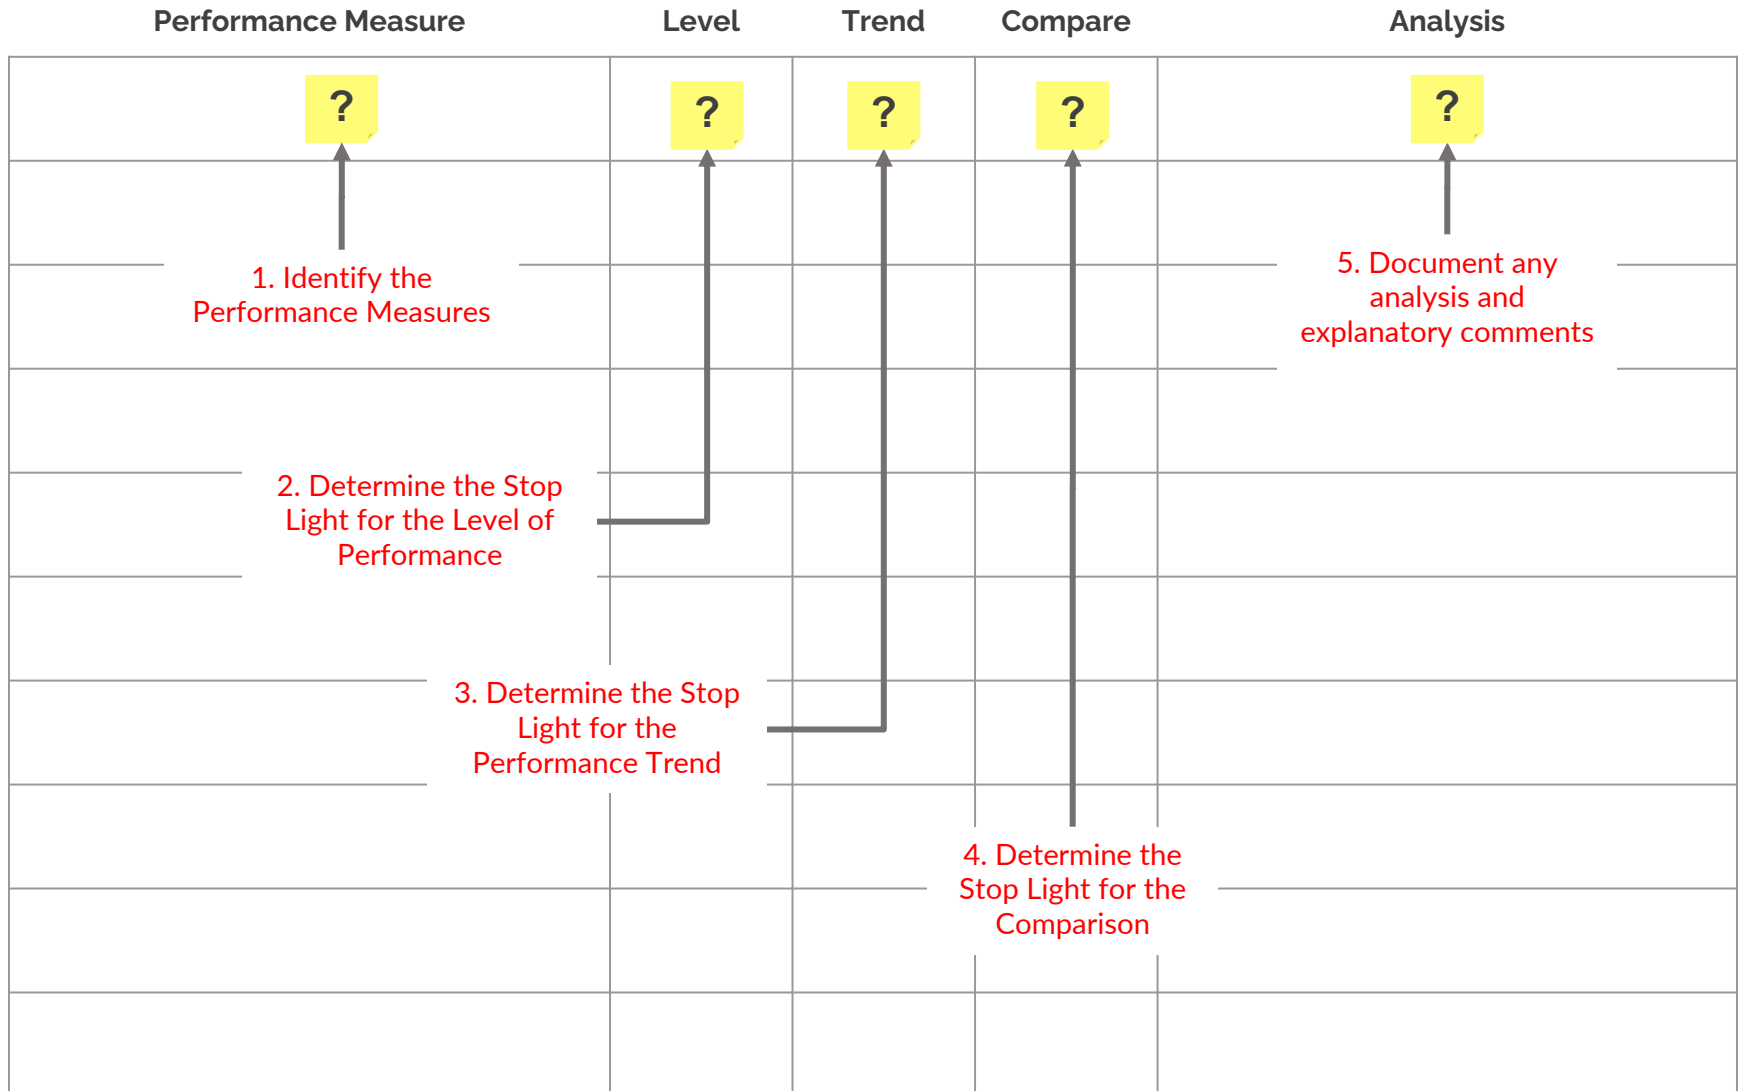 Performance Measure
Level
Trend
Compare
Analysis
?
?
?
?
?
1. Identify the
Performance Measures
5. Document any
analysis and
explanatory comments
2. Determine the Stop
Light for the Level of
Performance
3. Determine the Stop
Light for the
Performance Trend
4. Determine the
Stop Light for the
Comparison